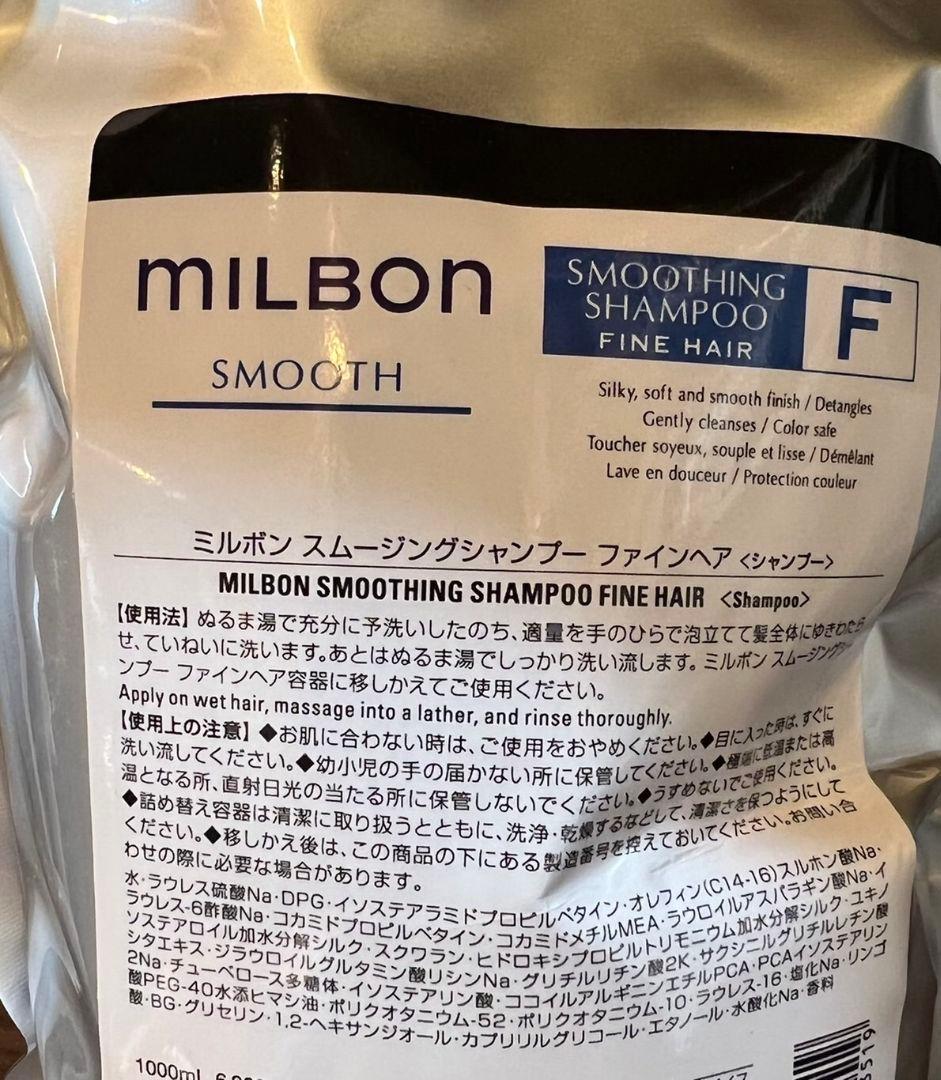 MILBON
SMOOTH
SMOOTHING
SHAMPOO
FINE HAIR
F
Silky, soft and smooth finish / Detangles
Gently cleanses / Color safe
Toucher soyeux, souple et lisse / Démêlant
Lave en douceur / Protection couleur
ミルボン スムージングシャンプー ファインヘア <シャンプー>
MILBON SMOOTHING SHAMPOO FINE HAIR <Shampoo>
【使用法】ぬるま湯で充分に予洗いしたのち、適量を手のひらで泡立てて髪全体にゆきわたら
せ、ていねいに洗います。あとはぬるま湯でしっかり洗い流します。ミルボン スムージングシャ
ンプー ファインヘア容器に移しかえてご使用ください。
Apply on wet hair, massage into a lather, and rinse thoroughly.
【使用上の注意】◆お肌に合わない時は、ご使用をおやめください。◆目に入った時は、すぐに
洗い流してください。◆幼小児の手の届かない所に保管してください。◆極端に低温または高
温となる所、直射日光の当たる所に保管しないでください。◆うすめないでご使用ください。
◆詰め替え容器は清潔に取り扱うとともに、洗浄・乾燥するなどして、清潔さを保つようにして
ください。◆移しかえ後は、この商品の下にある製造番号を控えておいてください。お問い合
わせの際に必要な場合があります。
水・ラウレス硫酸Na・DPG・イソステアラミドプロピルベタイン・オレフィン(C14-16)スルホン酸Na・
ラウレス-6酢酸Na・コカミドプロピルベタイン・コカミドメチルMEA・ラウロイルアスパラギン酸Na・イ
ソステアロイル加水分解シルク・スクワラン・ヒドロキシプロピルトリモニウム加水分解シルク・ユキノ
シタエキス・ジラウロイルグルタミン酸リシンNa・グリチルリチン酸2K・サクシニルグリチルレチン酸
2Na・チューベロース多糖体・イソステアリン酸・ココイルアルギニンエチルPCA・PCAイソステアリン
酸PEG-40水添ヒマシ油・ポリクオタニウム-52・ポリクオタニウム-10・ラウレス-16・塩化Na・リンゴ
酸・BG・グリセリン・1,2-ヘキサンジオール・カプリリルグリコール・エタノール・水酸化Na・香料
1000mL